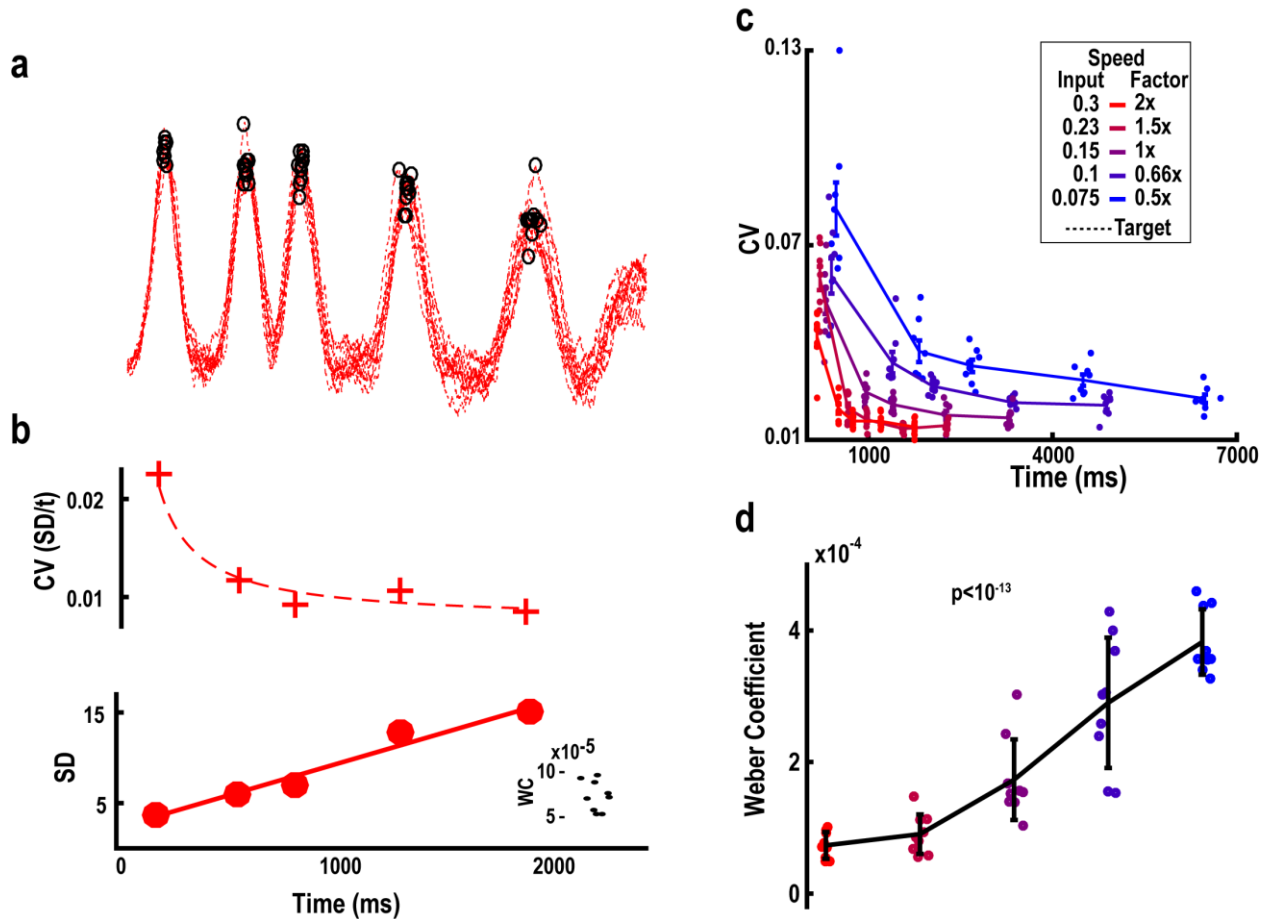 a
b
CV (SD/t)
0.02
0.01
SD
15
5
x10-5
WC
10
5
0
1000
2000
Time (ms)
c
CV
0.13
0.07
0.01
1000
4000
7000
Time (ms)
Speed
Input Factor
0.3 2x
0.23 1.5x
0.15 1x
0.1 0.66x
0.075 0.5x
Target
d
x10-4
p<10-13
Weber Coefficient
4
2
0